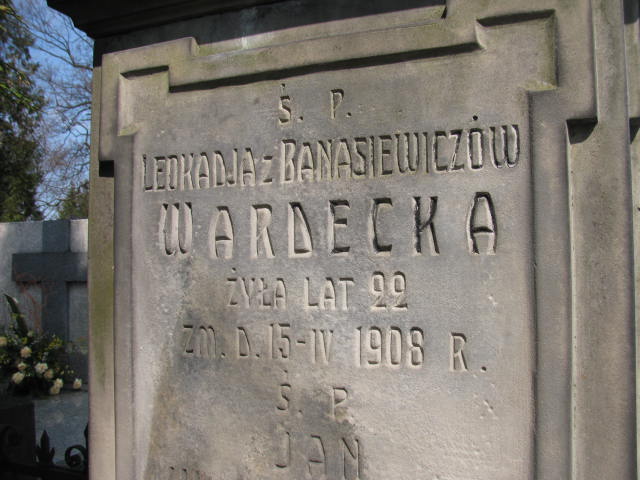 Ś. P.
LEOKADJA Z BANASIEWICZÓW
WARDECKA
ŻYŁA LAT 22
ZM. D. 15-IV 1908 R.
Ś. P.
JAN